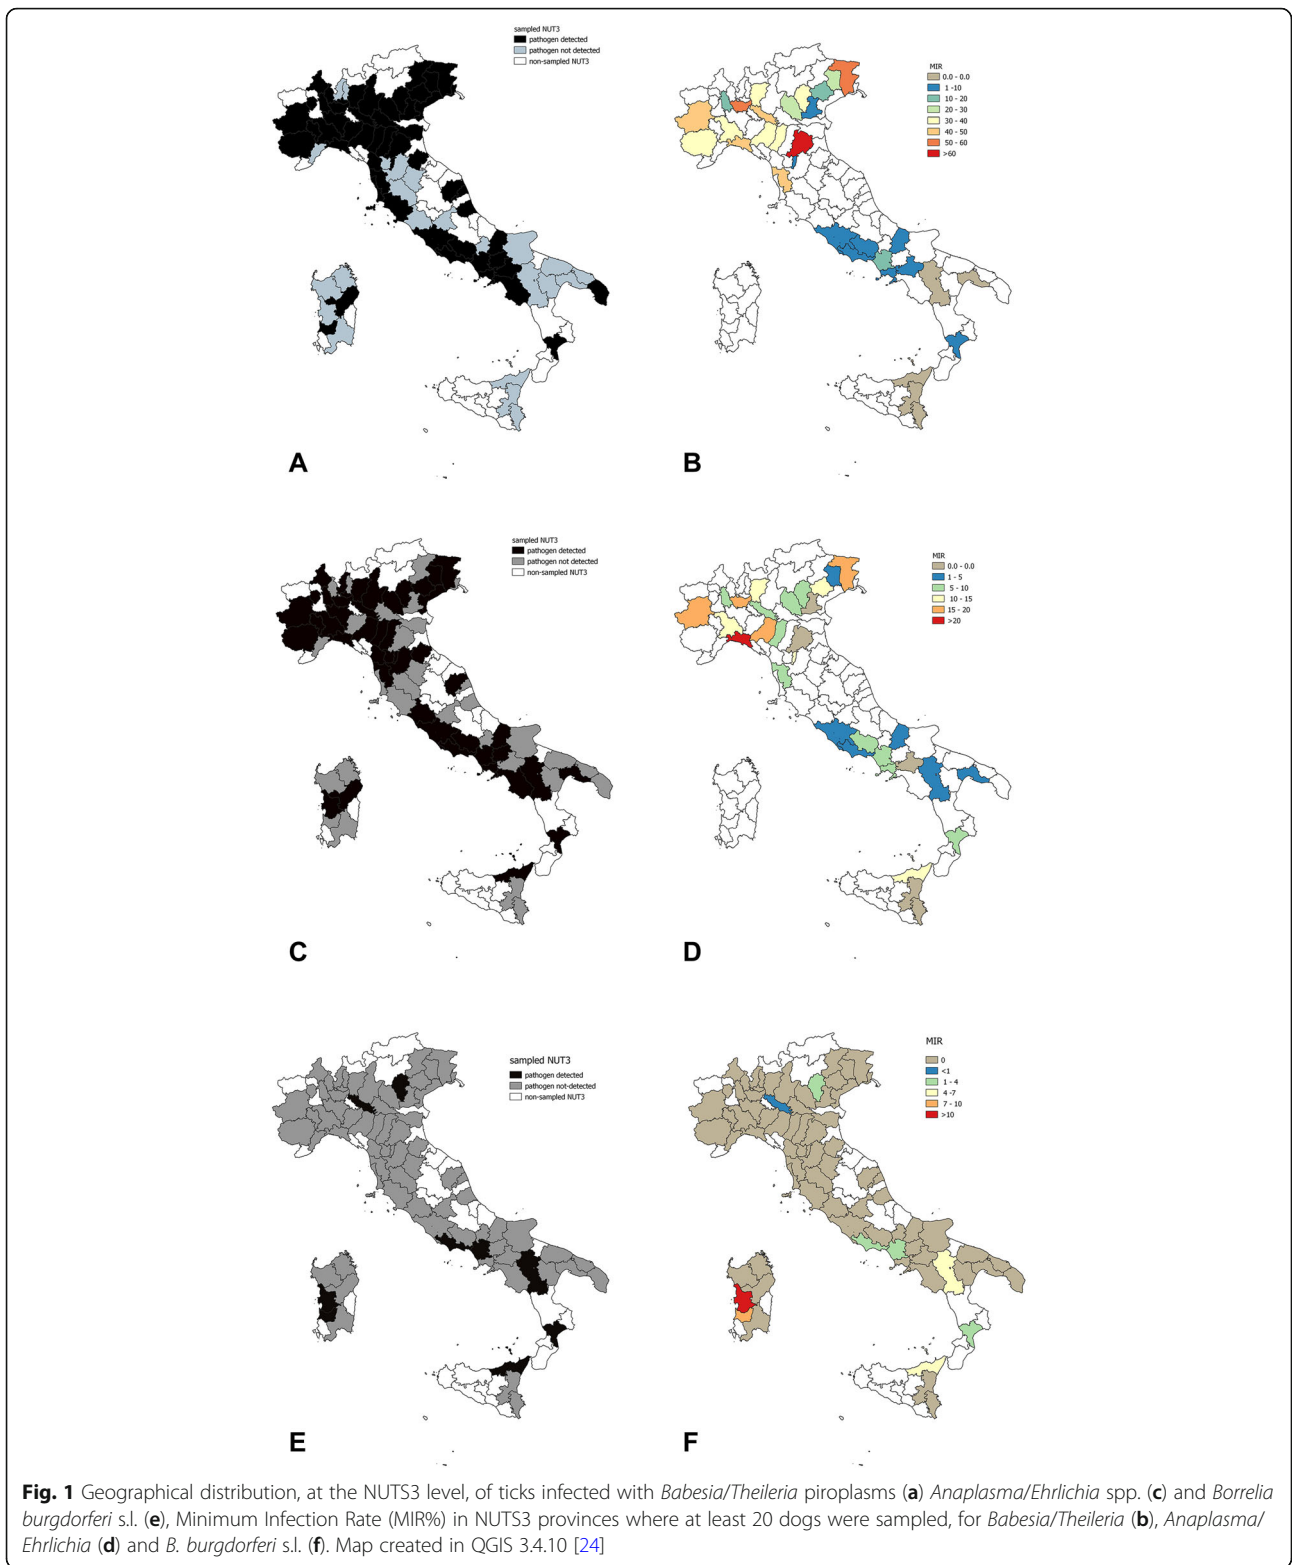 sampled NUT3
pathogen detected
pathogen not detected
non-sampled NUT3
A
MIR
0.0 - 0.0
1 -10
10 - 20
20 - 30
30 - 40
40 - 50
50 - 60
>60
B
sampled NUT3
pathogen detected
pathogen not detected
non-sampled NUT3
C
MIR
0.0 - 0.0
1 - 5
5 - 10
10 - 15
15 - 20
>20
D
sampled NUT3
pathogen detected
pathogen not-detected
non-sampled NUT3
E
MIR
0
<1
1 - 4
4 -7
7 - 10
>10
F
Fig. 1 Geographical distribution, at the NUTS3 level, of ticks infected with Babesia/Theileria piroplasms (a) Anaplasma/Ehrlichia spp. (c) and Borrelia
burgdorferi s.l. (e), Minimum Infection Rate (MIR%) in NUTS3 provinces where at least 20 dogs were sampled, for Babesia/Theileria (b), Anaplasma/
Ehrlichia (d) and B. burgdorferi s.l. (f). Map created in QGIS 3.4.10 [24]